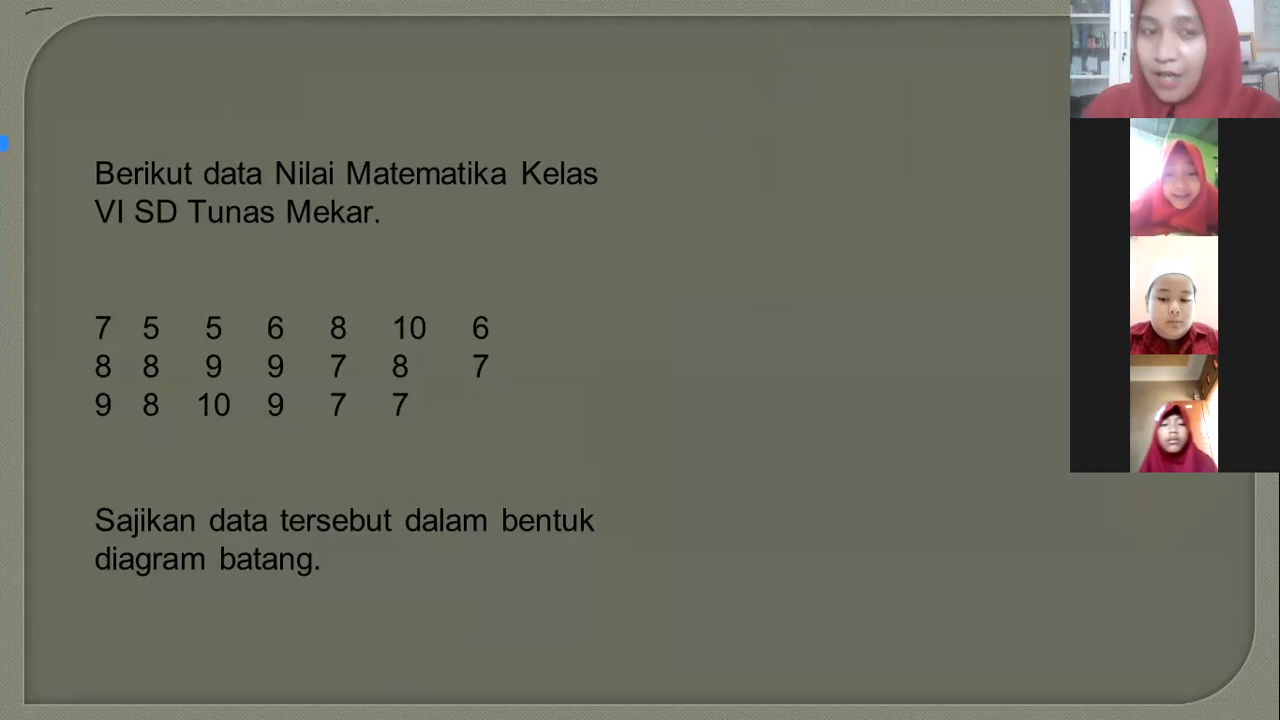 Berikut data Nilai Matematika Kelas
VI SD Tunas Mekar.
7 5 5 6 8 10 6
8 8 9 9 7 8 7
9 8 10 9 7 7
Sajikan data tersebut dalam bentuk
diagram batang.